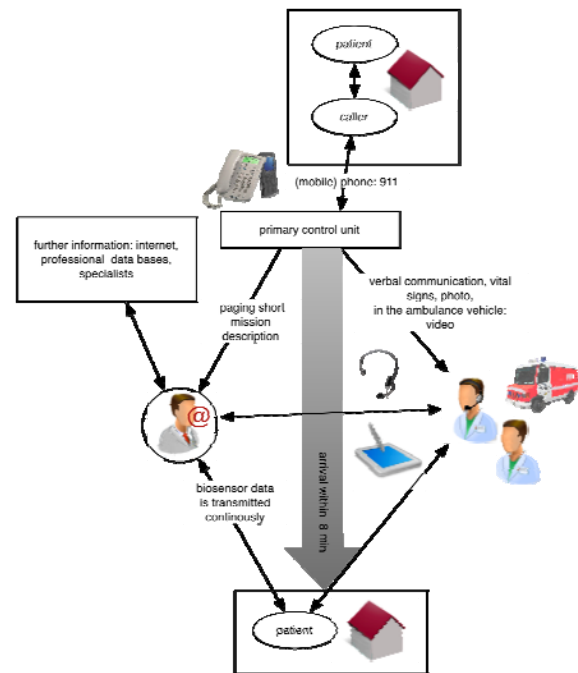 patient
caller
(mobile) phone: 911
primary control unit
further information: internet,
professional data bases,
specialists
paging short
mission
description
verbal communication, vital
signs, photo,
in the ambulance vehicle:
video
@
biosensor data
is transmitted
continously
arrival within 8 min.
patient